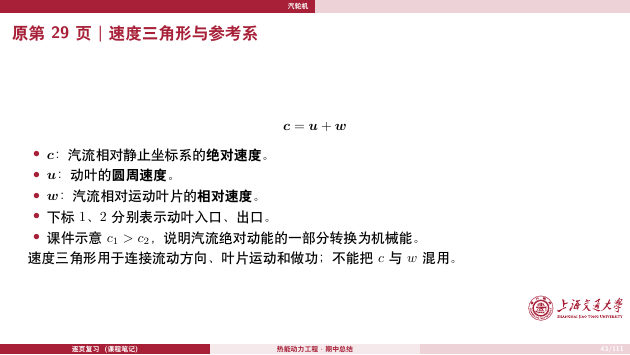 汽轮机
原第 29 页 | 速度三角形与参考系
c = u + w
• c：汽流相对静止坐标系的绝对速度。
• u：动叶的圆周速度。
• w：汽流相对运动叶片的相对速度。
• 下标 1、2 分别表示动叶入口、出口。
• 课件示意 c₁ > c₂，说明汽流绝对动能的一部分转换为机械能。
速度三角形用于连接流动方向、叶片运动和做功；不能把 c 与 w 混用。
上海交通大学
SHANGHAI JIAO TONG UNIVERSITY
逐页复习（课程笔记）
热能动力工程 · 期中总结
63/111